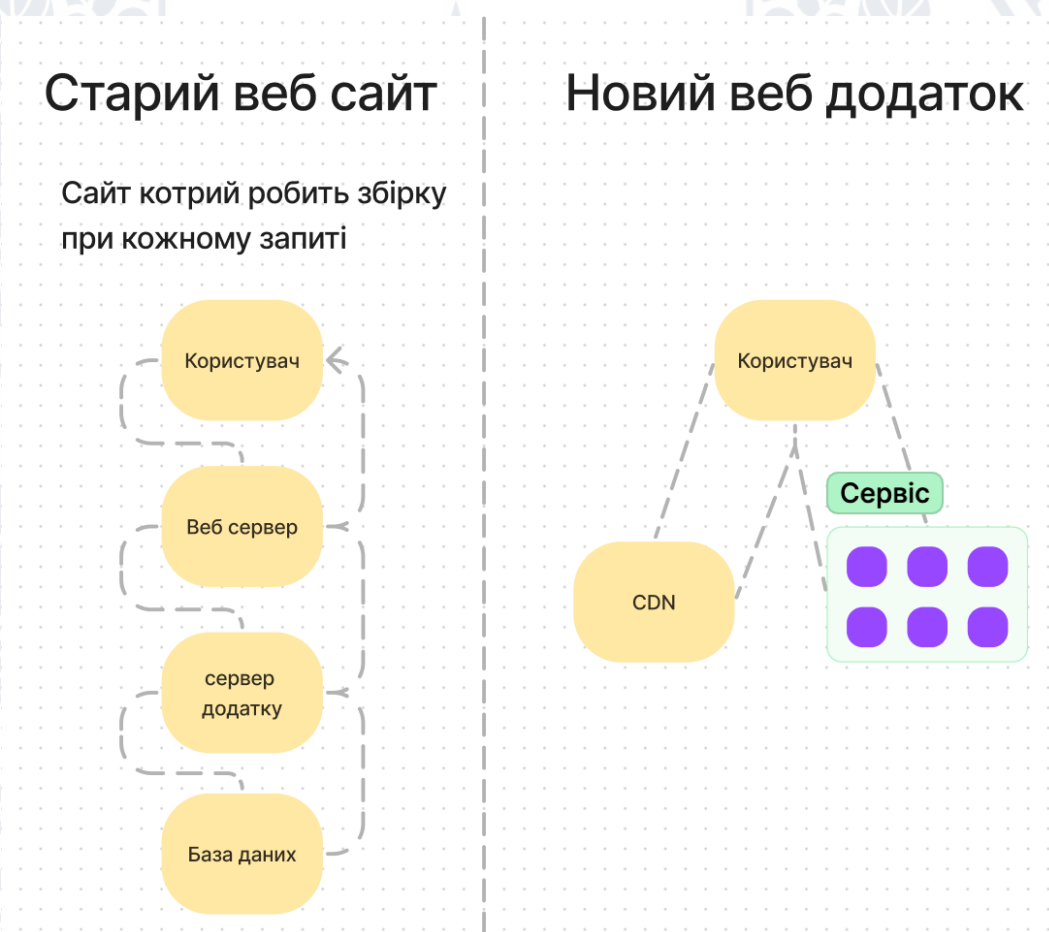 Старий веб сайт
Сайт котрий робить збірку
при кожному запиті
Користувач
Веб сервер
сервер
додатку
База даних
Новий веб додаток
Користувач
Сервіс
CDN